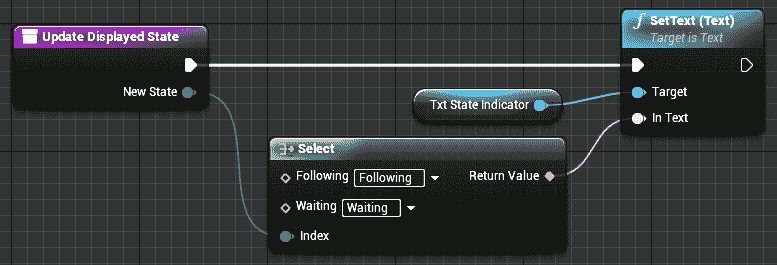 Update Displayed State
New State
SetText (Text)
Target is Text
Target
In Text
Txt State Indicator
Select
Following Following
Return Value
Waiting Waiting
Index